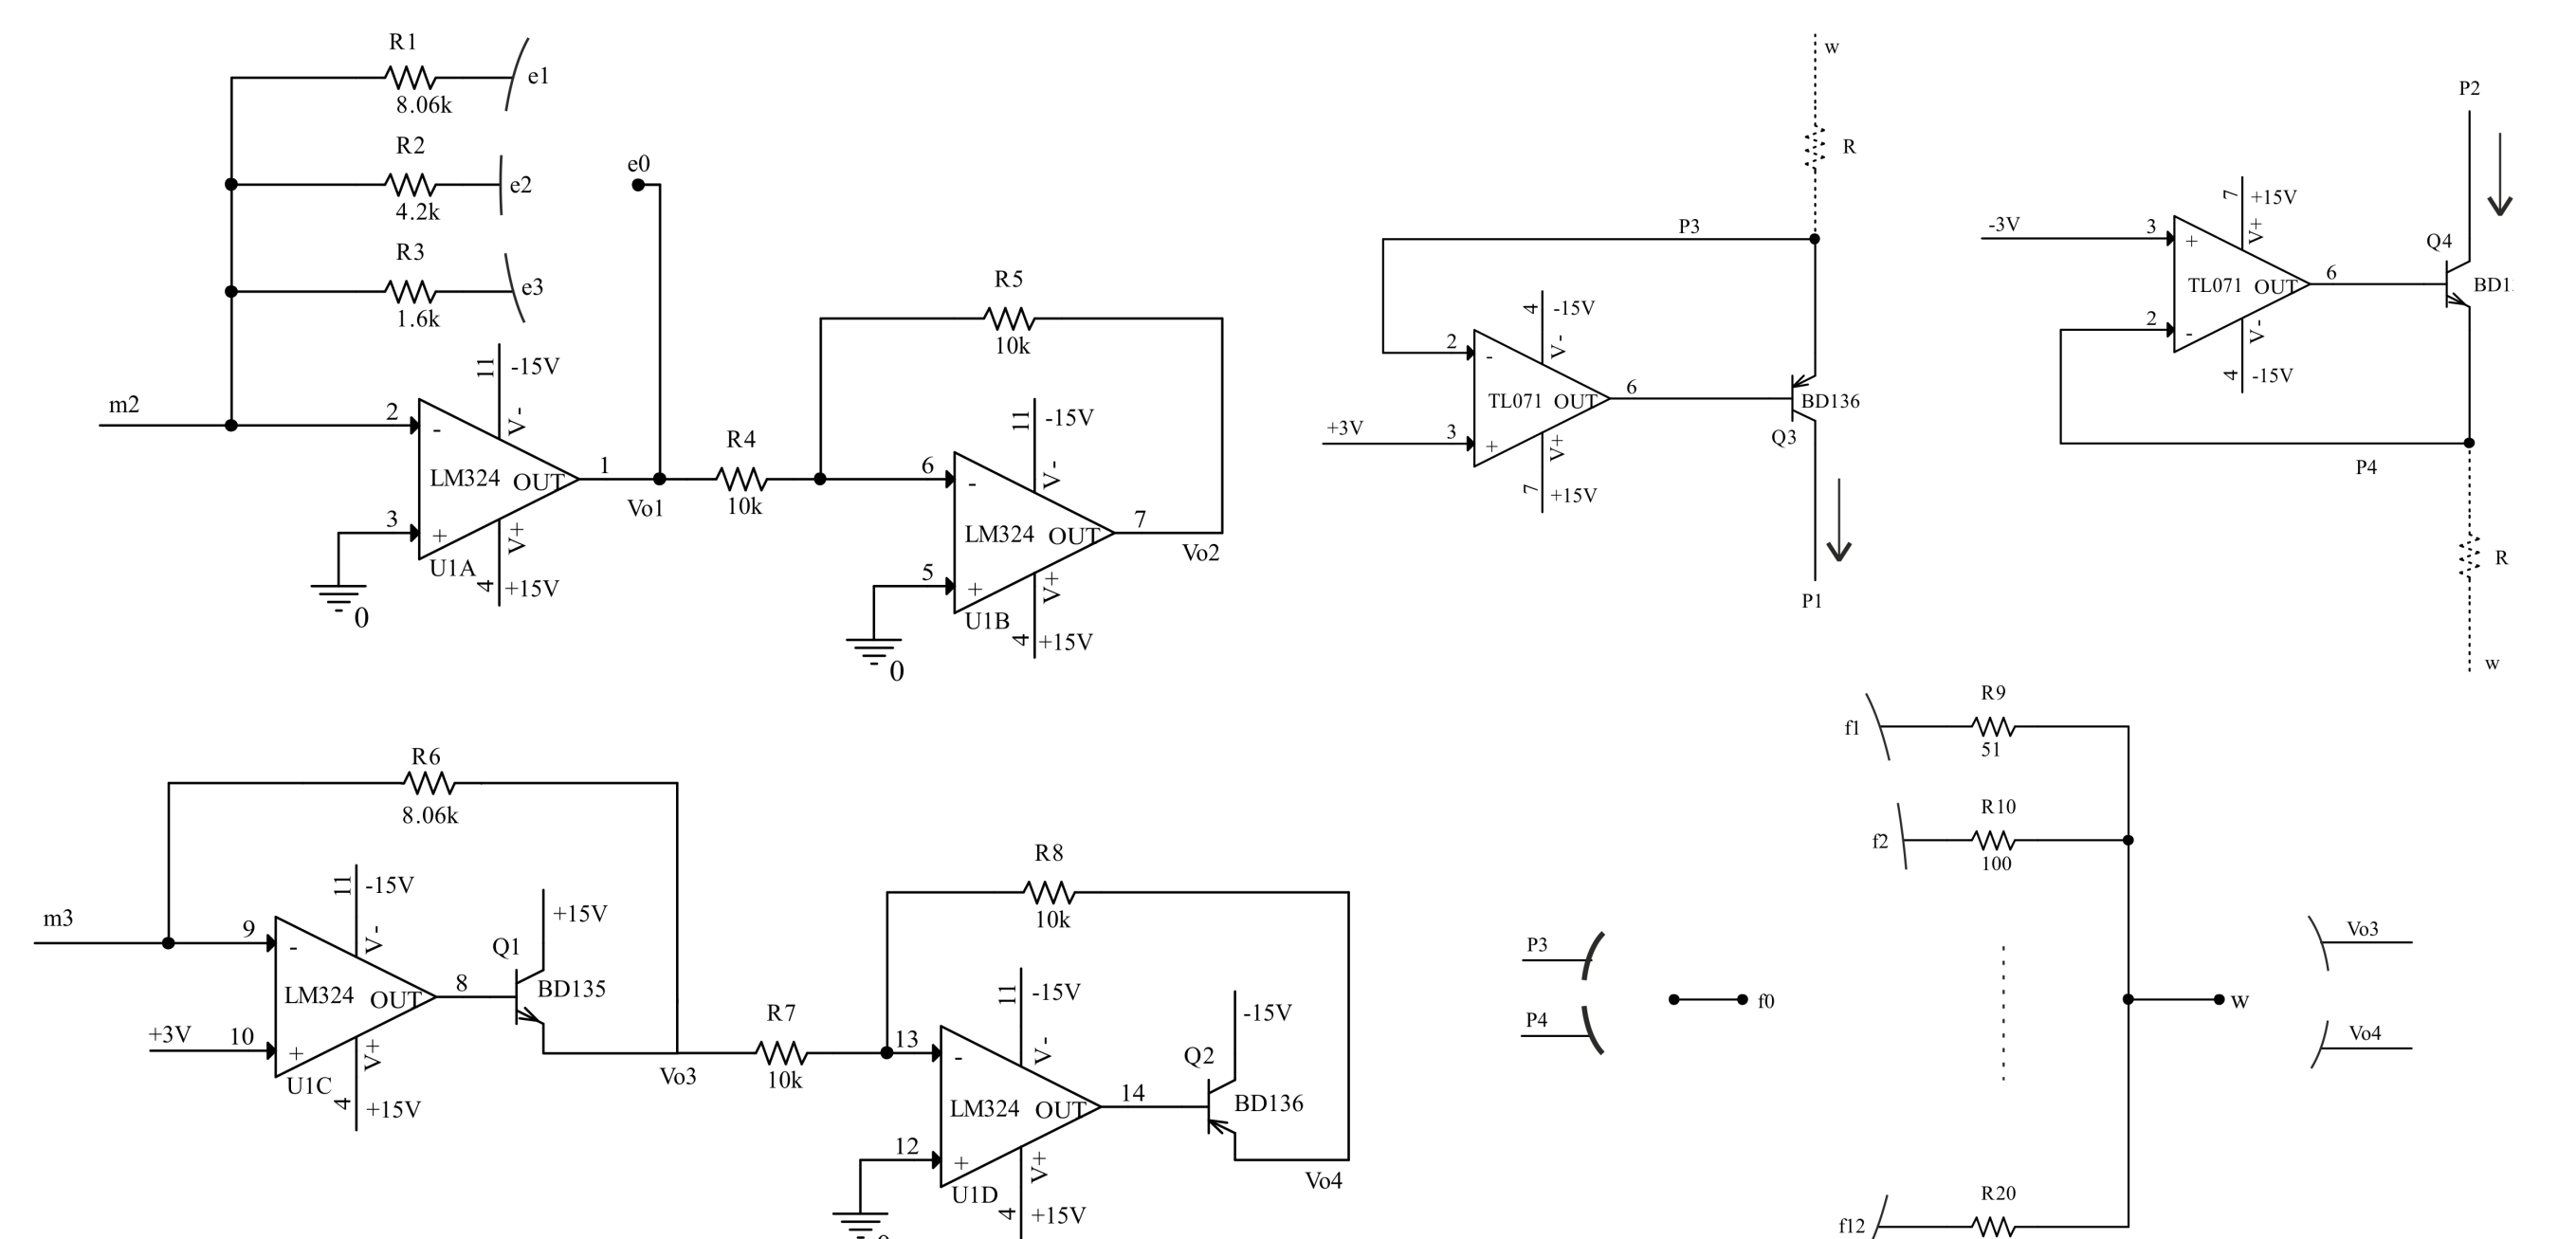 R1
8.06k
e1
R2
4.2k
e2
R3
1.6k
e3
e0
m2
2
-
11
-15V
V-
LM324
OUT
1
Vo1
3
+
U1A
V+
4
+15V
0
R4
10k
R5
10k
6
-
11
-15V
V-
LM324
OUT
7
Vo2
5
+
U1B
V+
4
+15V
0
w
R
P3
4
-15V
V-
2
-
TL071
OUT
6
BD136
Q3
+3V
3
+
V+
7
+15V
P1
P2
7
+15V
V+
-3V
3
+
Q4
TL071
OUT
6
BD1
2
-
V-
4
-15V
P4
R
w
R6
8.06k
m3
9
-
11
-15V
V-
LM324
OUT
8
Q1
+15V
BD135
+3V
10
+
U1C
V+
4
+15V
Vo3
R7
10k
R8
10k
13
-
11
-15V
V-
LM324
OUT
14
Q2
-15V
BD136
12
+
U1D
V+
4
+15V
Vo4
f1
R9
51
f2
R10
100
P3
P4
f0
w
Vo3
Vo4
f12
R20